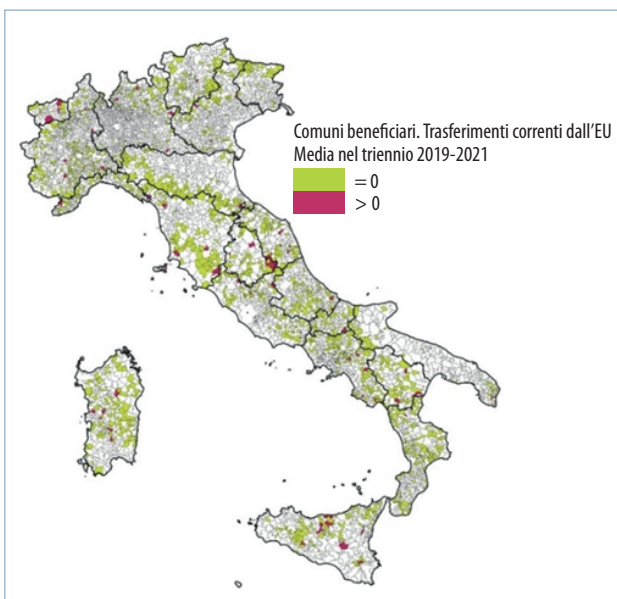 Comuni beneficiari. Trasferimenti correnti dall'EU
Media nel triennio 2019-2021
= 0
> 0